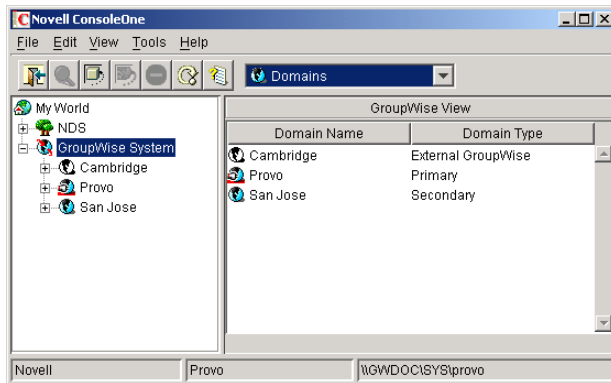 Novell ConsoleOne
File Edit View Tools Help
Domains
My World
NDS
GroupWise System
Cambridge
Provo
San Jose
GroupWise View
Domain Name Domain Type
Cambridge External GroupWise
Provo Primary
San Jose Secondary
Novell Provo \\GWDOC\SYS\provo